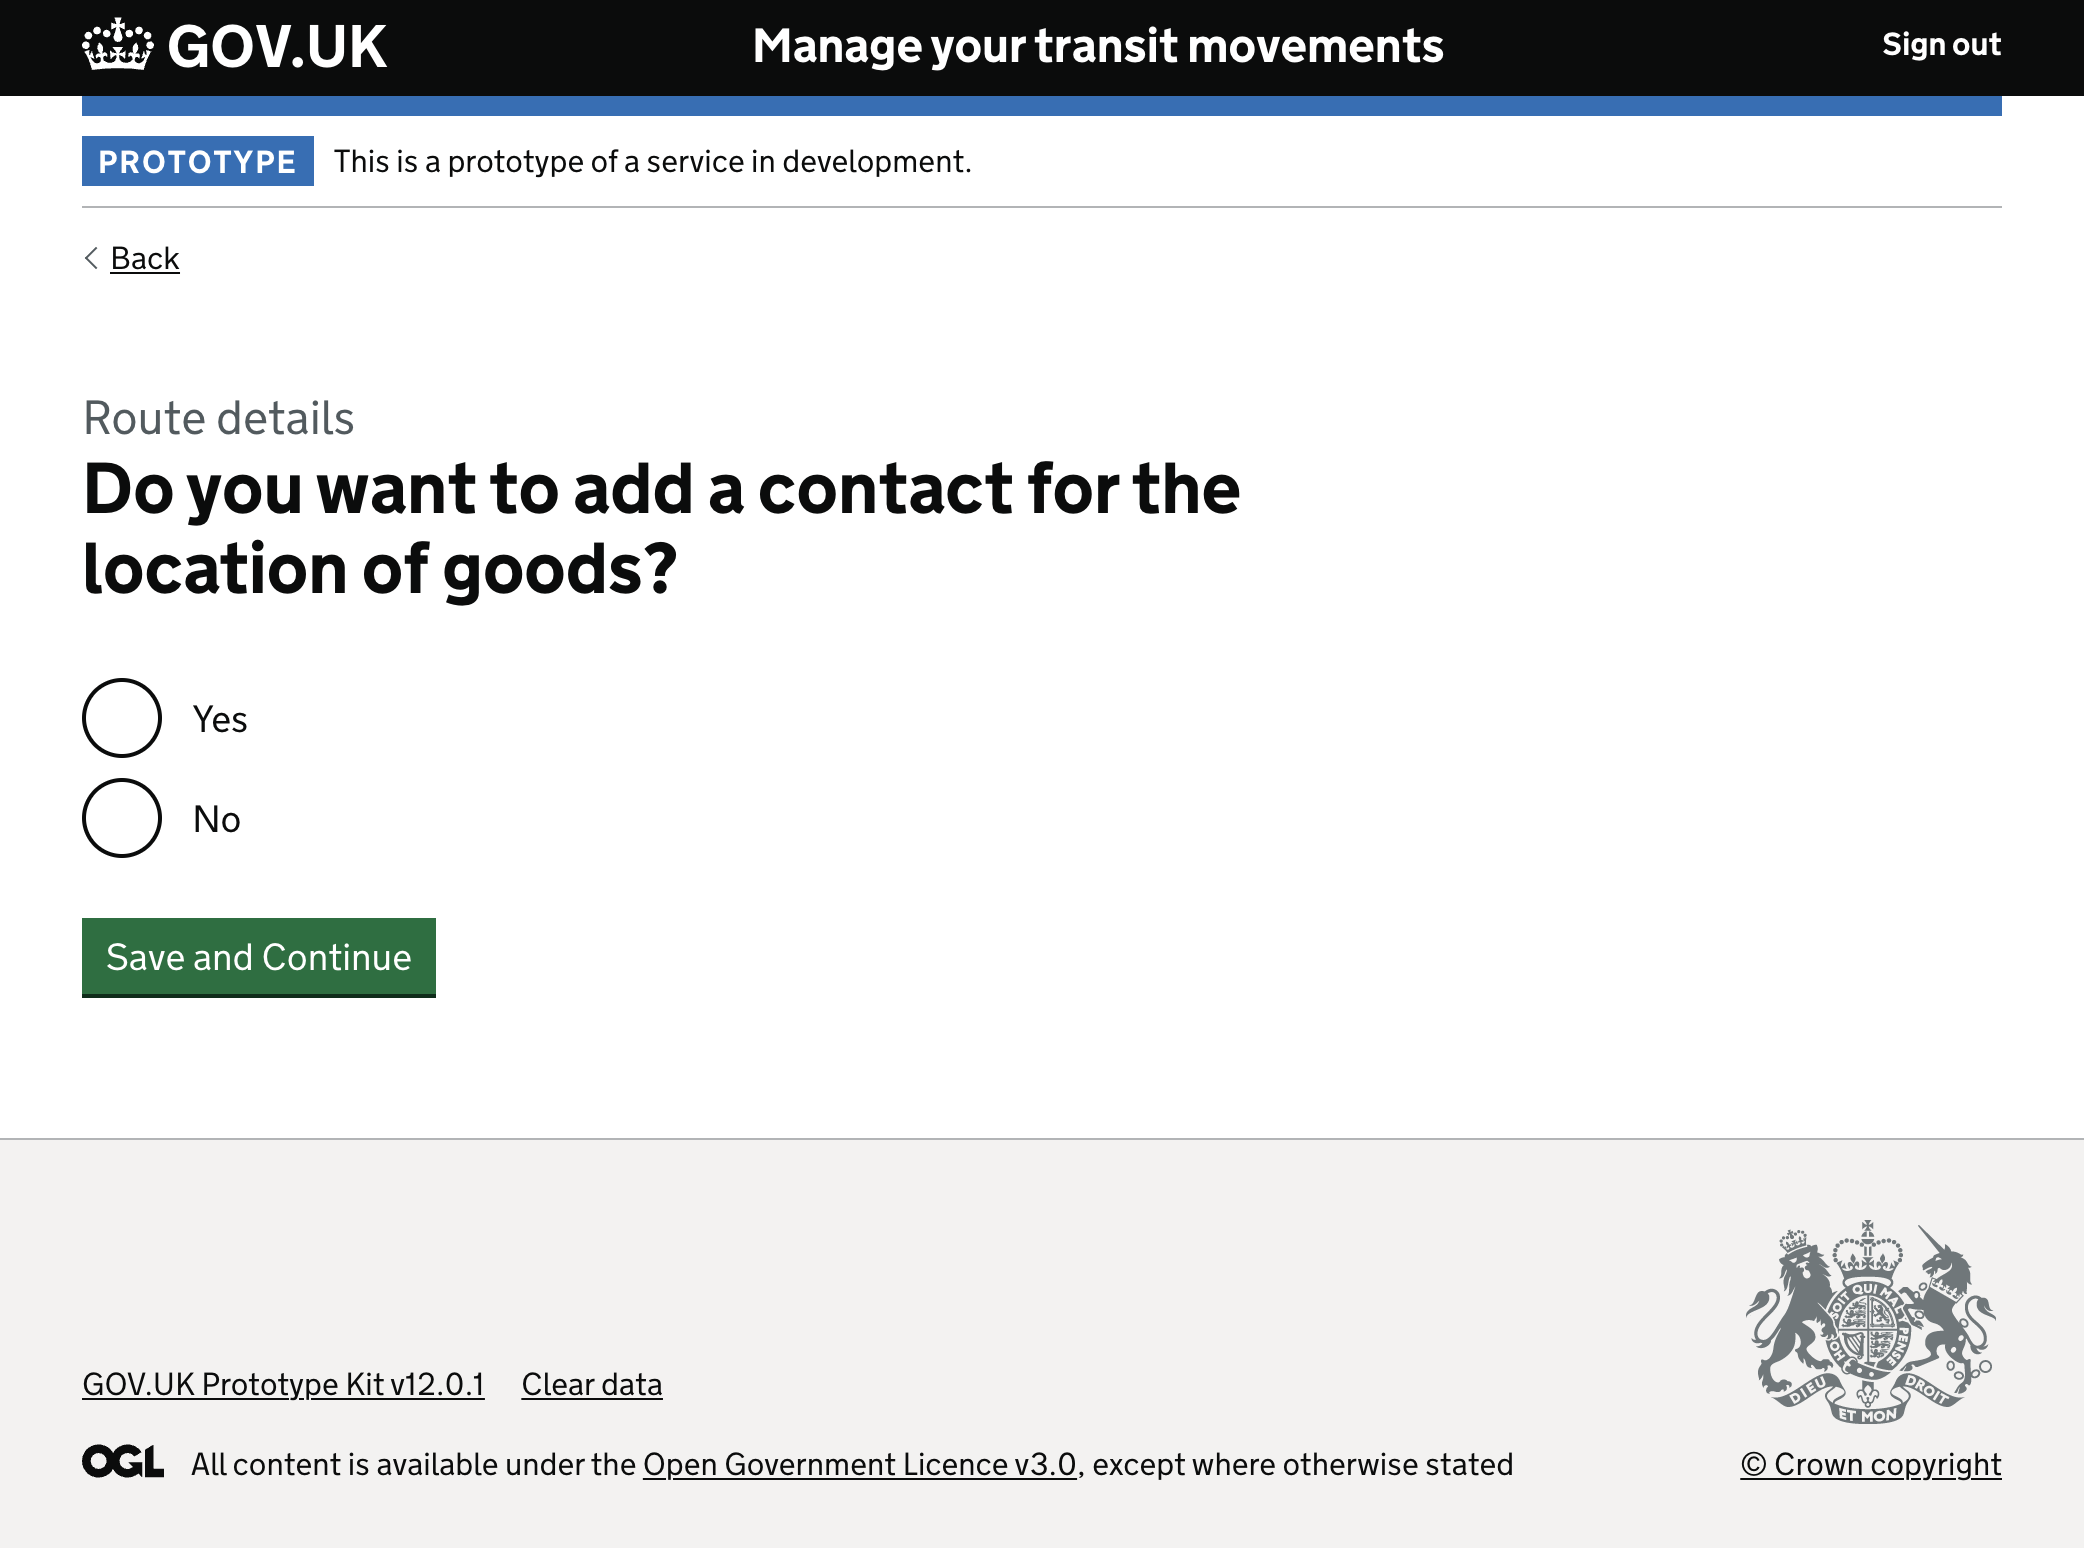 GOV.UK
Manage your transit movements
Sign out
PROTOTYPE This is a prototype of a service in development.
Back
Route details
Do you want to add a contact for the
location of goods?
Yes
No
Save and Continue
GOV.UK Prototype Kit v12.0.1 Clear data
SOIT QUI MAL Y PENSE
DIEU ET MON DROIT
OGL All content is available under the Open Government Licence v3.0, except where otherwise stated
© Crown copyright